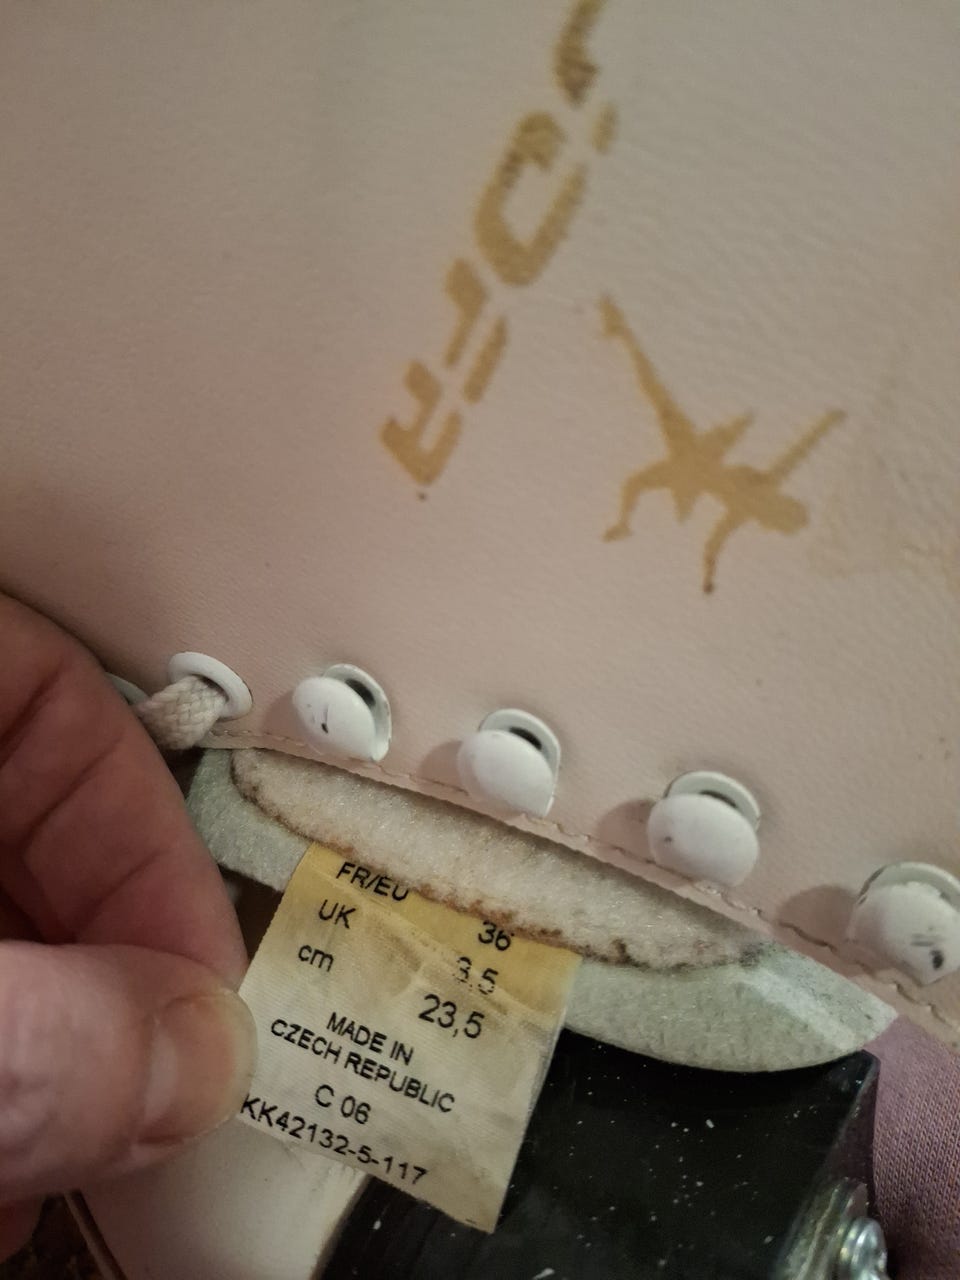 FR/EU 36
UK 3,5
cm 23,5
MADE IN
CZECH REPUBLIC
C 06
KK42132-5-117